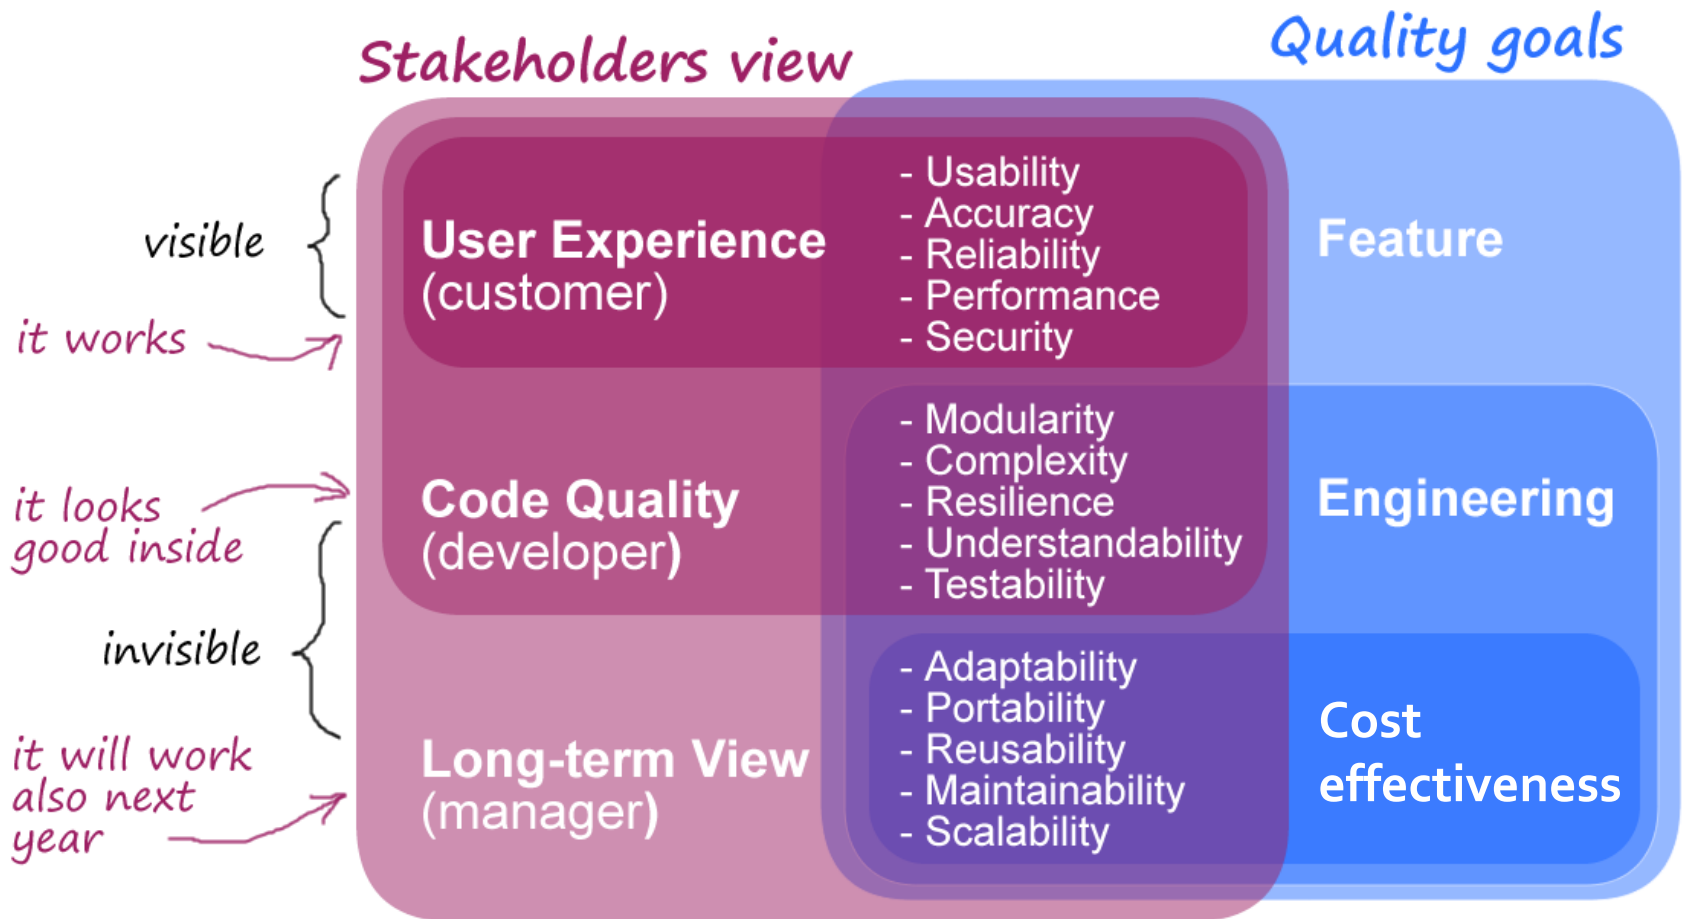 Stakeholders view
Quality goals
visible
it works
it looks
good inside
invisible
it will work
also next
year
User Experience
(customer)
- Usability
- Accuracy
- Reliability
- Performance
- Security
Feature
Code Quality
(developer)
- Modularity
- Complexity
- Resilience
- Understandability
- Testability
Engineering
Long-term View
(manager)
- Adaptability
- Portability
- Reusability
- Maintainability
- Scalability
Cost
effectiveness